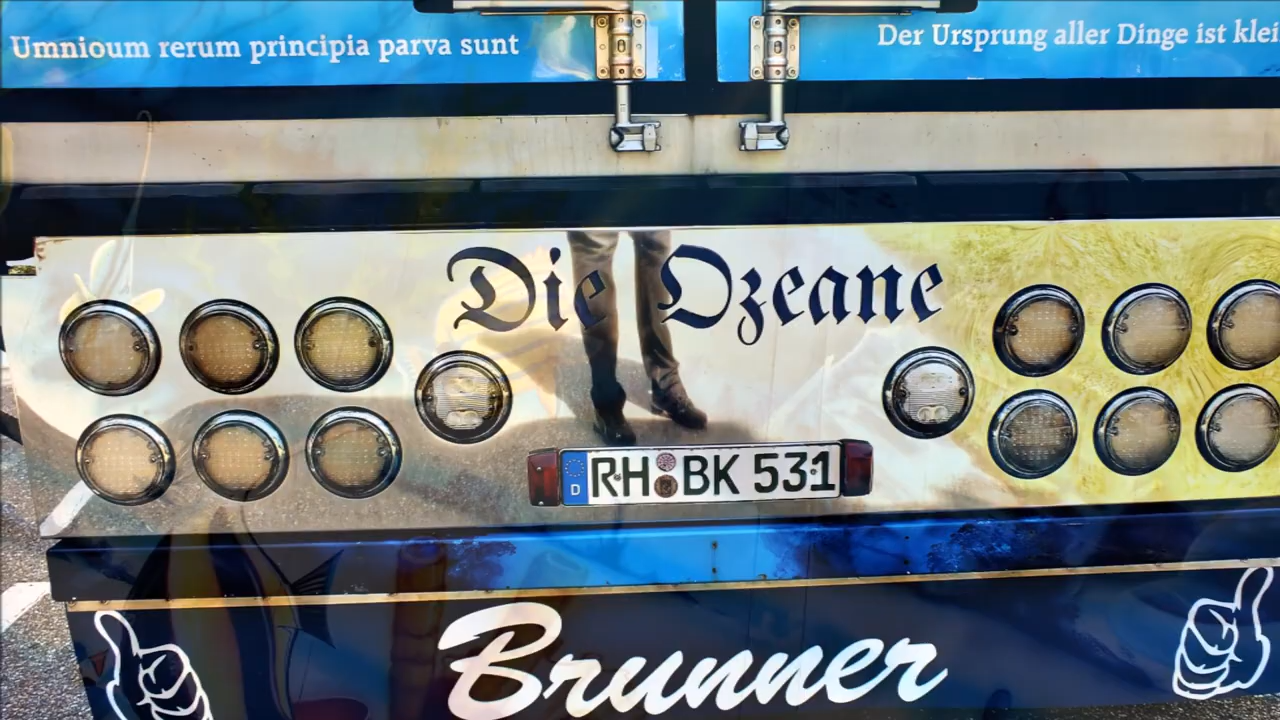 Umnioum rerum principia parva sunt
Der Ursprung aller Dinge ist klei
Die Ozeane
D
RH BK 531
Brunner